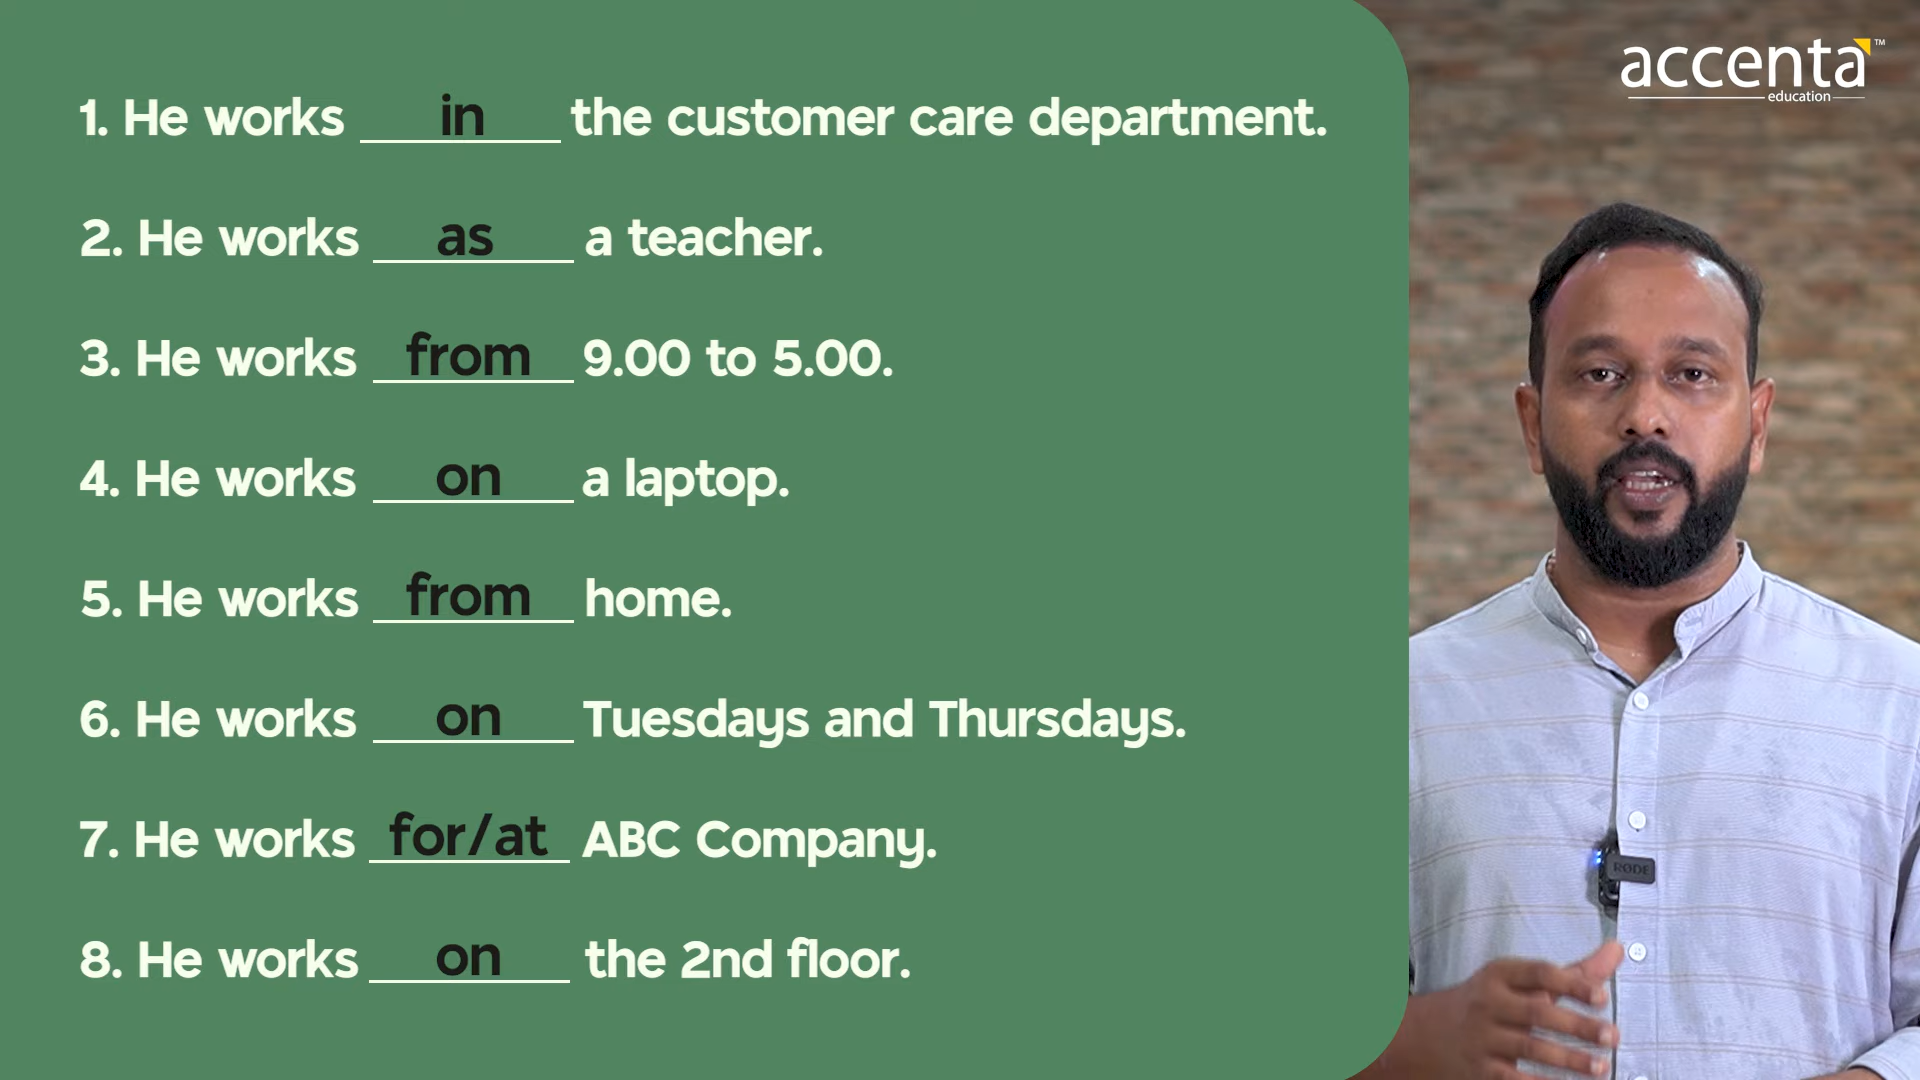 accenta™
education
1. He works in the customer care department.
2. He works as a teacher.
3. He works from 9.00 to 5.00.
4. He works on a laptop.
5. He works from home.
6. He works on Tuesdays and Thursdays.
7. He works for/at ABC Company.
8. He works on the 2nd floor.
RØDE